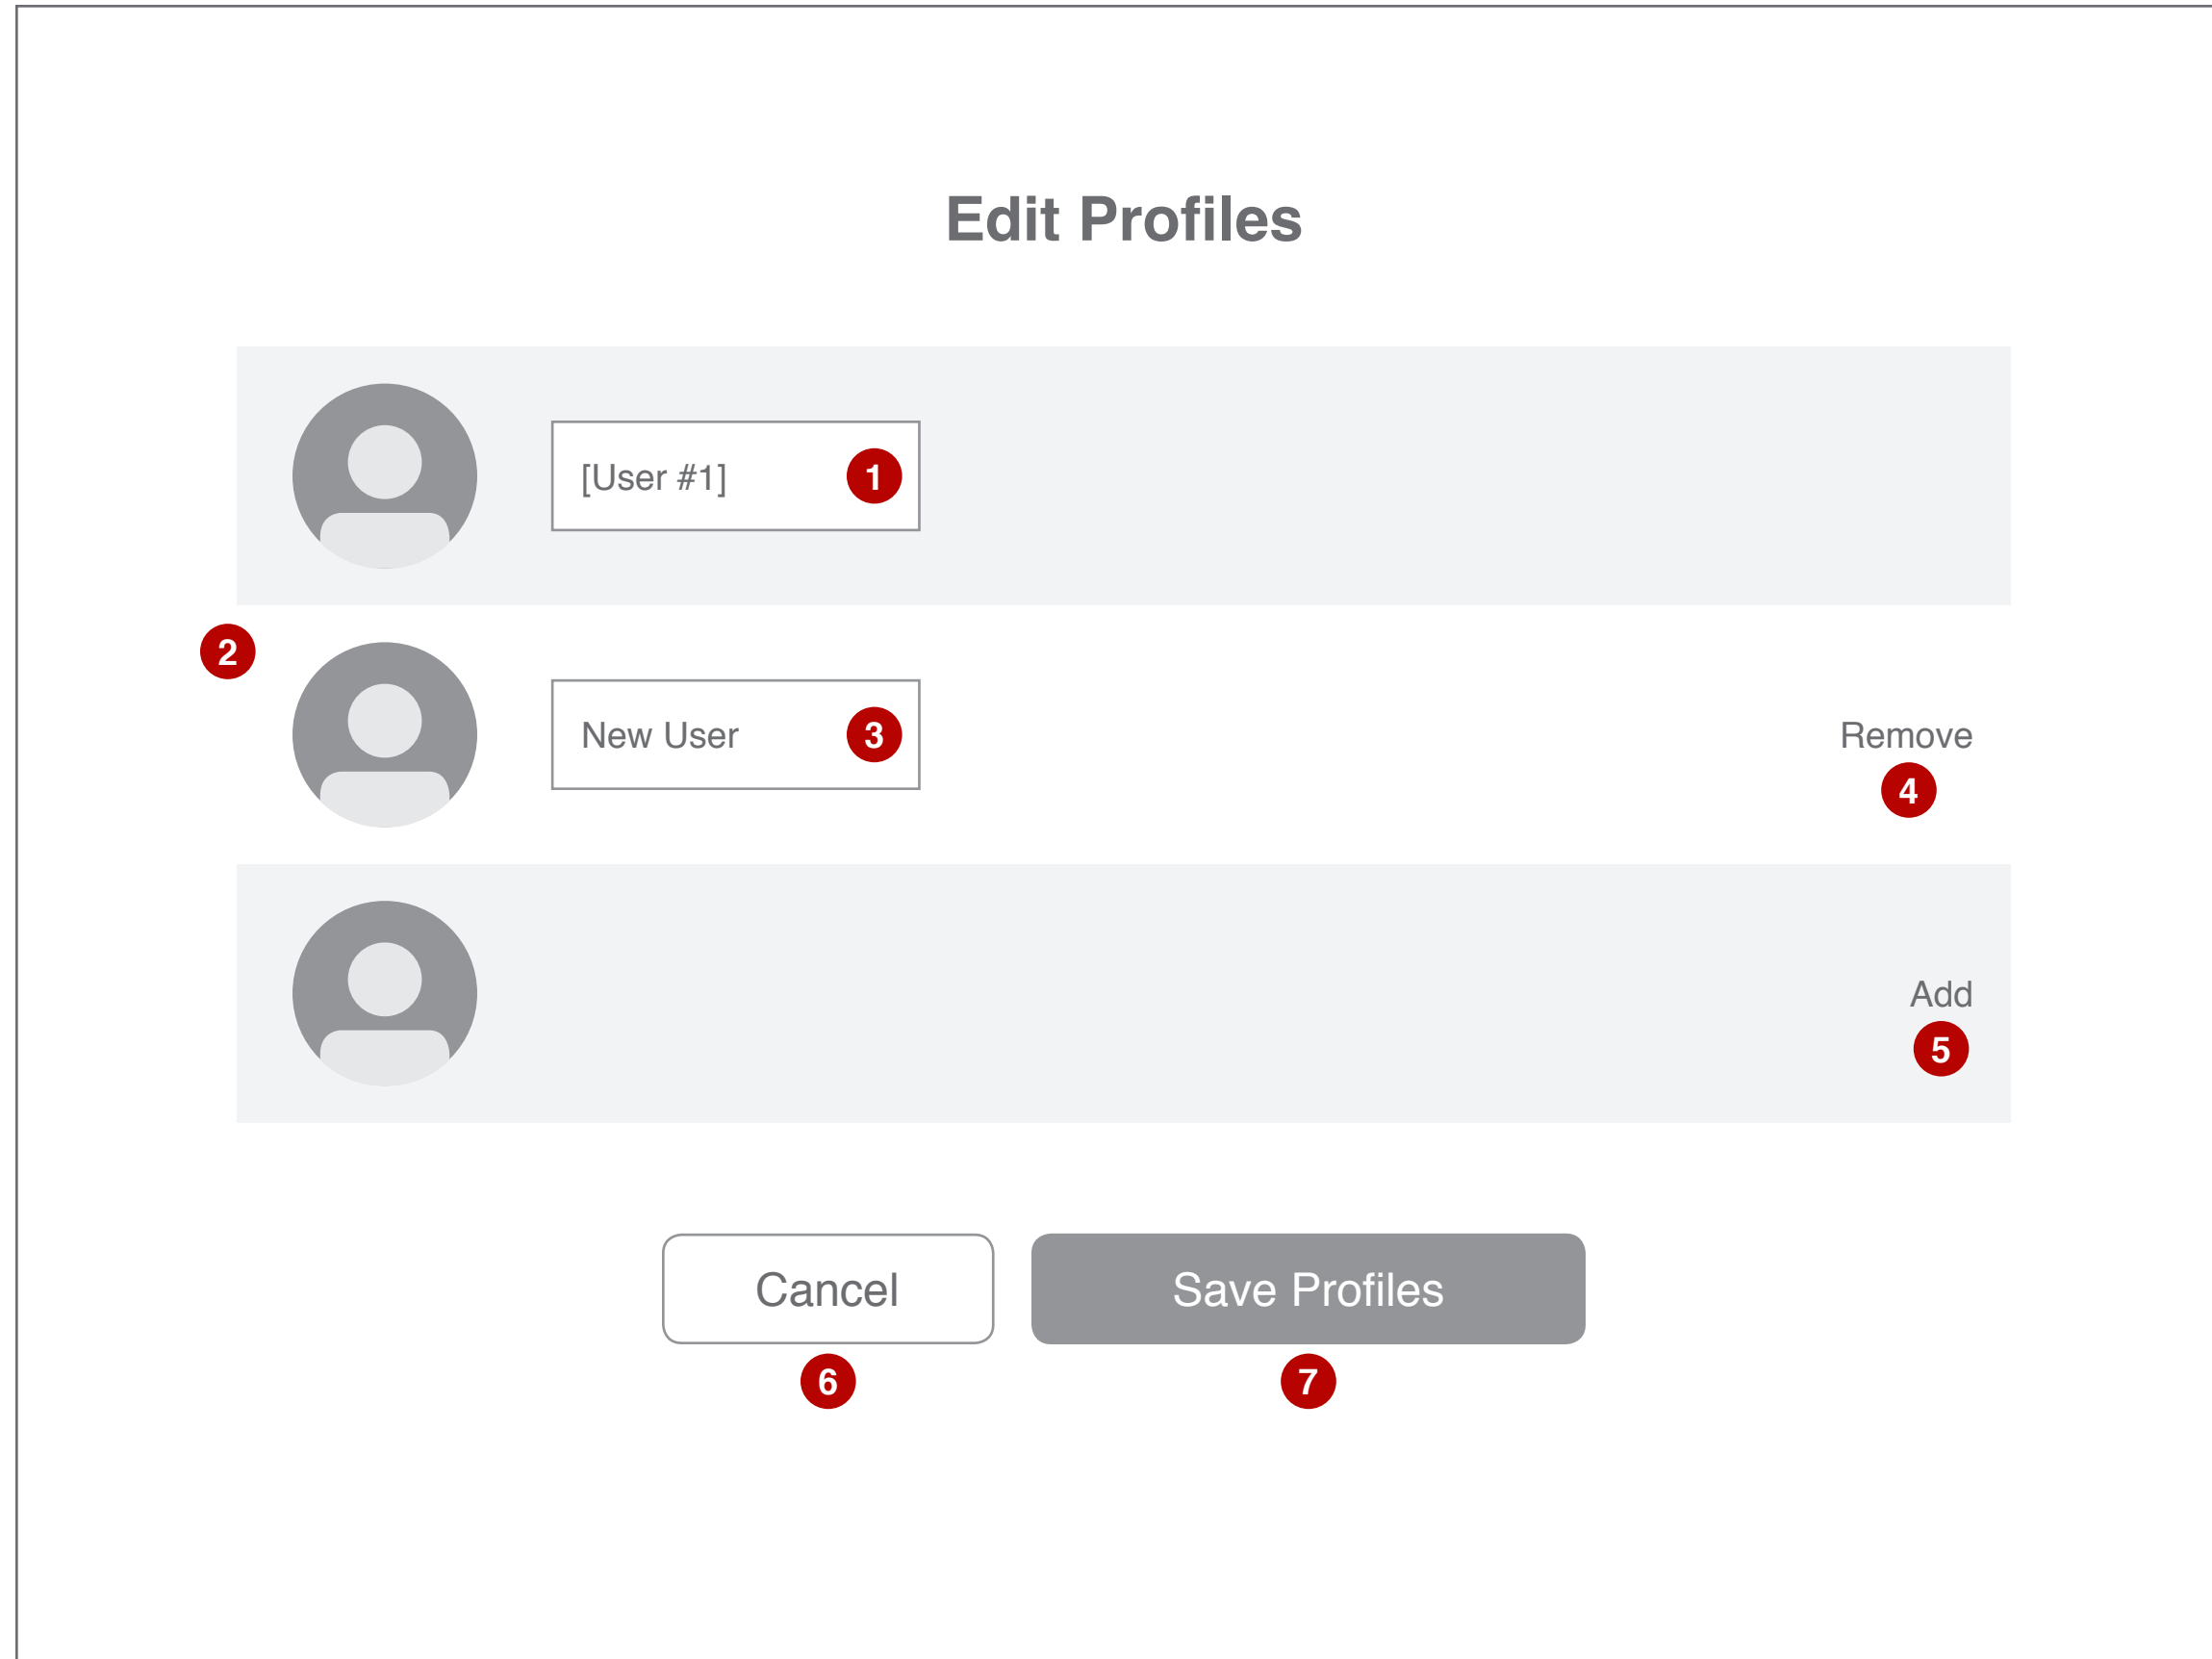 Edit Profiles
[User #1] 1
2
New User 3
Remove
4
Add
5
Cancel
Save Profiles
6
7